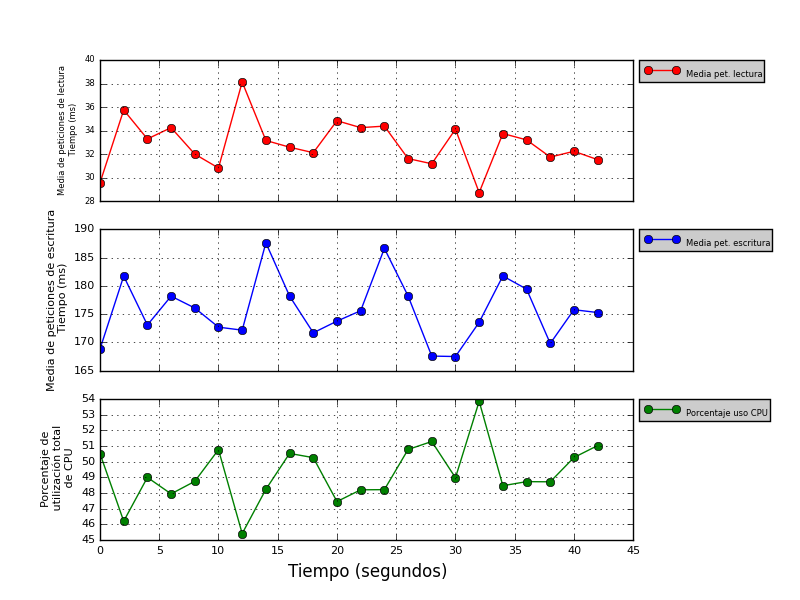 Media de peticiones de lectura
Tiempo (ms)
40
38
36
34
32
30
28
Media pet. lectura
Media de peticiones de escritura
Tiempo (ms)
190
185
180
175
170
165
Media pet. escritura
Porcentaje de
utilización total
de CPU
54
53
52
51
50
49
48
47
46
45
Porcentaje uso CPU
0 5 10 15 20 25 30 35 40 45
Tiempo (segundos)